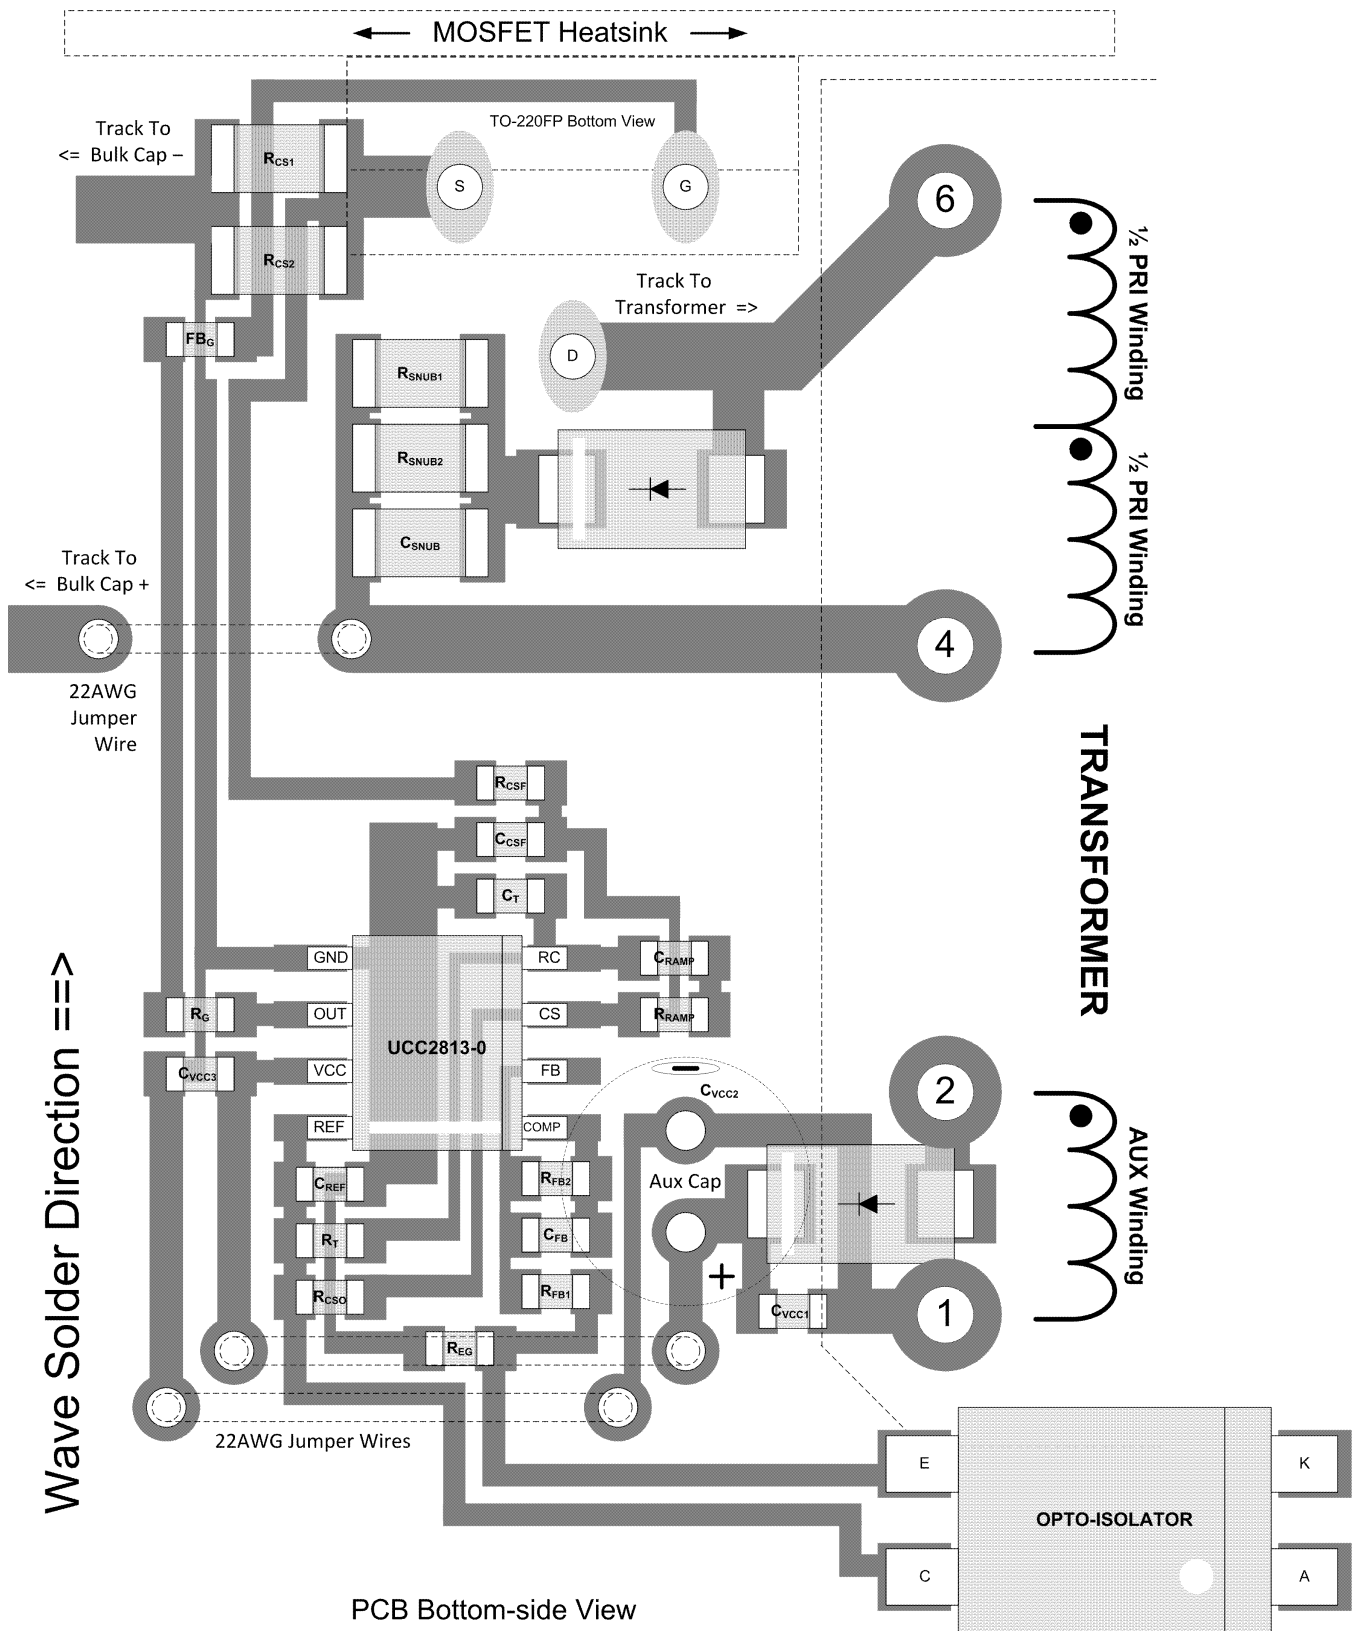 MOSFET Heatsink
Track To
<= Bulk Cap –
TO-220FP Bottom View
RCS1
S
G
6
RCS2
½ PRI Winding
Track To
Transformer =>
FBG
D
RSNUB1
RSNUB2
CSNUB
½ PRI Winding
Track To
<= Bulk Cap +
4
22AWG
Jumper
Wire
TRANSFORMER
RCSF
CCSF
CT
GND
RC
CRAMP
RG
OUT
CS
RRAMP
UCC2813-0
CVCC3
VCC
FB
CVCC2
2
REF
COMP
CREF
RFB2
Aux Cap
AUX Winding
RT
CFB
+
RCSO
RFB1
CVCC1
1
REG
Wave Solder Direction ==>
22AWG Jumper Wires
E
K
OPTO-ISOLATOR
C
A
PCB Bottom-side View